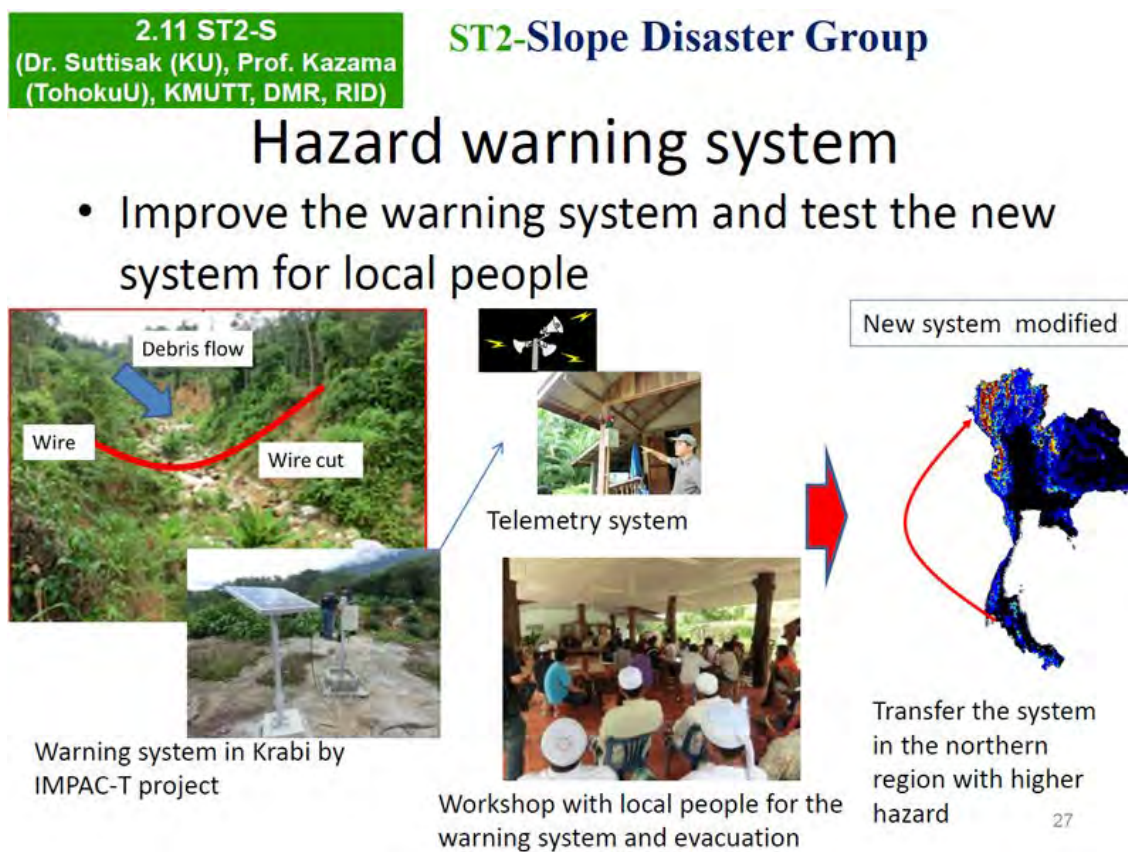 2.11 ST2-S
(Dr. Suttisak (KU), Prof. Kazama
(TohokuU), KMUTT, DMR, RID)
ST2-Slope Disaster Group
Hazard warning system
• Improve the warning system and test the new
system for local people
Debris flow
Wire
Wire cut
Telemetry system
New system modified
Warning system in Krabi by
IMPAC-T project
Workshop with local people for the
warning system and evacuation
Transfer the system
in the northern
region with higher
hazard
27